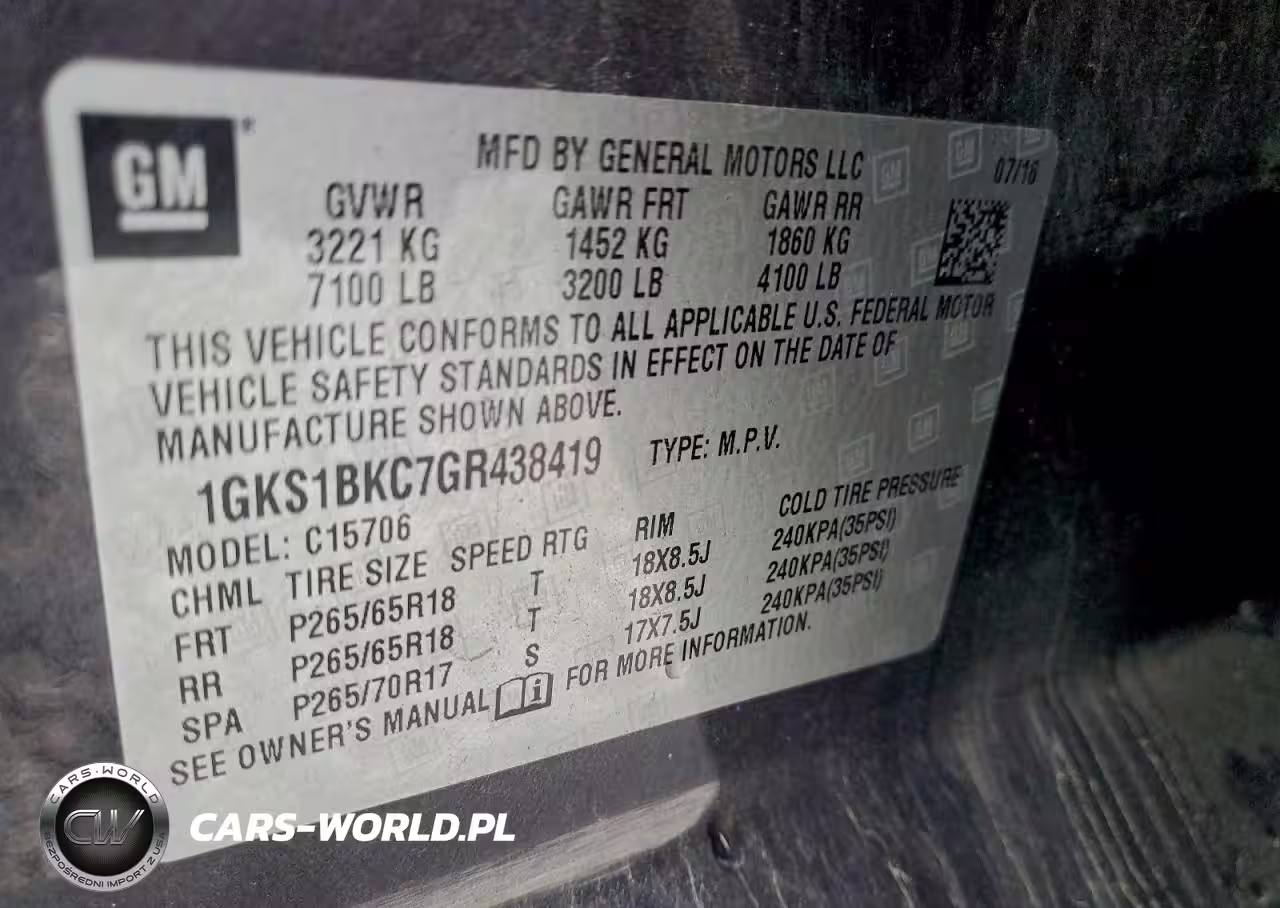 GM
MFD BY GENERAL MOTORS LLC
07/16
GVWR GAWR FRT GAWR RR
3221 KG 1452 KG 1860 KG
7100 LB 3200 LB 4100 LB
THIS VEHICLE CONFORMS TO ALL APPLICABLE U.S. FEDERAL MOTOR
VEHICLE SAFETY STANDARDS IN EFFECT ON THE DATE OF
MANUFACTURE SHOWN ABOVE.
1GKS1BKC7GR438419 TYPE: M.P.V.
MODEL: C15706
CHML TIRE SIZE SPEED RTG RIM COLD TIRE PRESSURE
FRT P265/65R18 T 18X8.5J 240KPA(35PSI)
RR P265/65R18 T 18X8.5J 240KPA(35PSI)
SPA P265/70R17 S 17X7.5J 240KPA(35PSI)
SEE OWNER'S MANUAL i FOR MORE INFORMATION.
CARS-WORLD
CW
BEZPOŚREDNI IMPORT Z USA
CARS-WORLD.PL